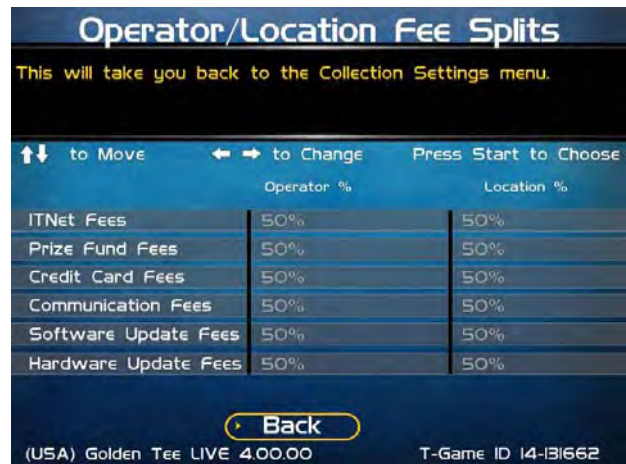 Operator/Location Fee Splits
This will take you back to the Collection Settings menu.
to Move to Change Press Start to Choose
Operator % Location %
ITNet Fees 50% 50%
Prize Fund Fees 50% 50%
Credit Card Fees 50% 50%
Communication Fees 50% 50%
Software Update Fees 50% 50%
Hardware Update Fees 50% 50%
Back
(USA) Golden Tee LIVE 4.00.00 T-Game ID 14-131662